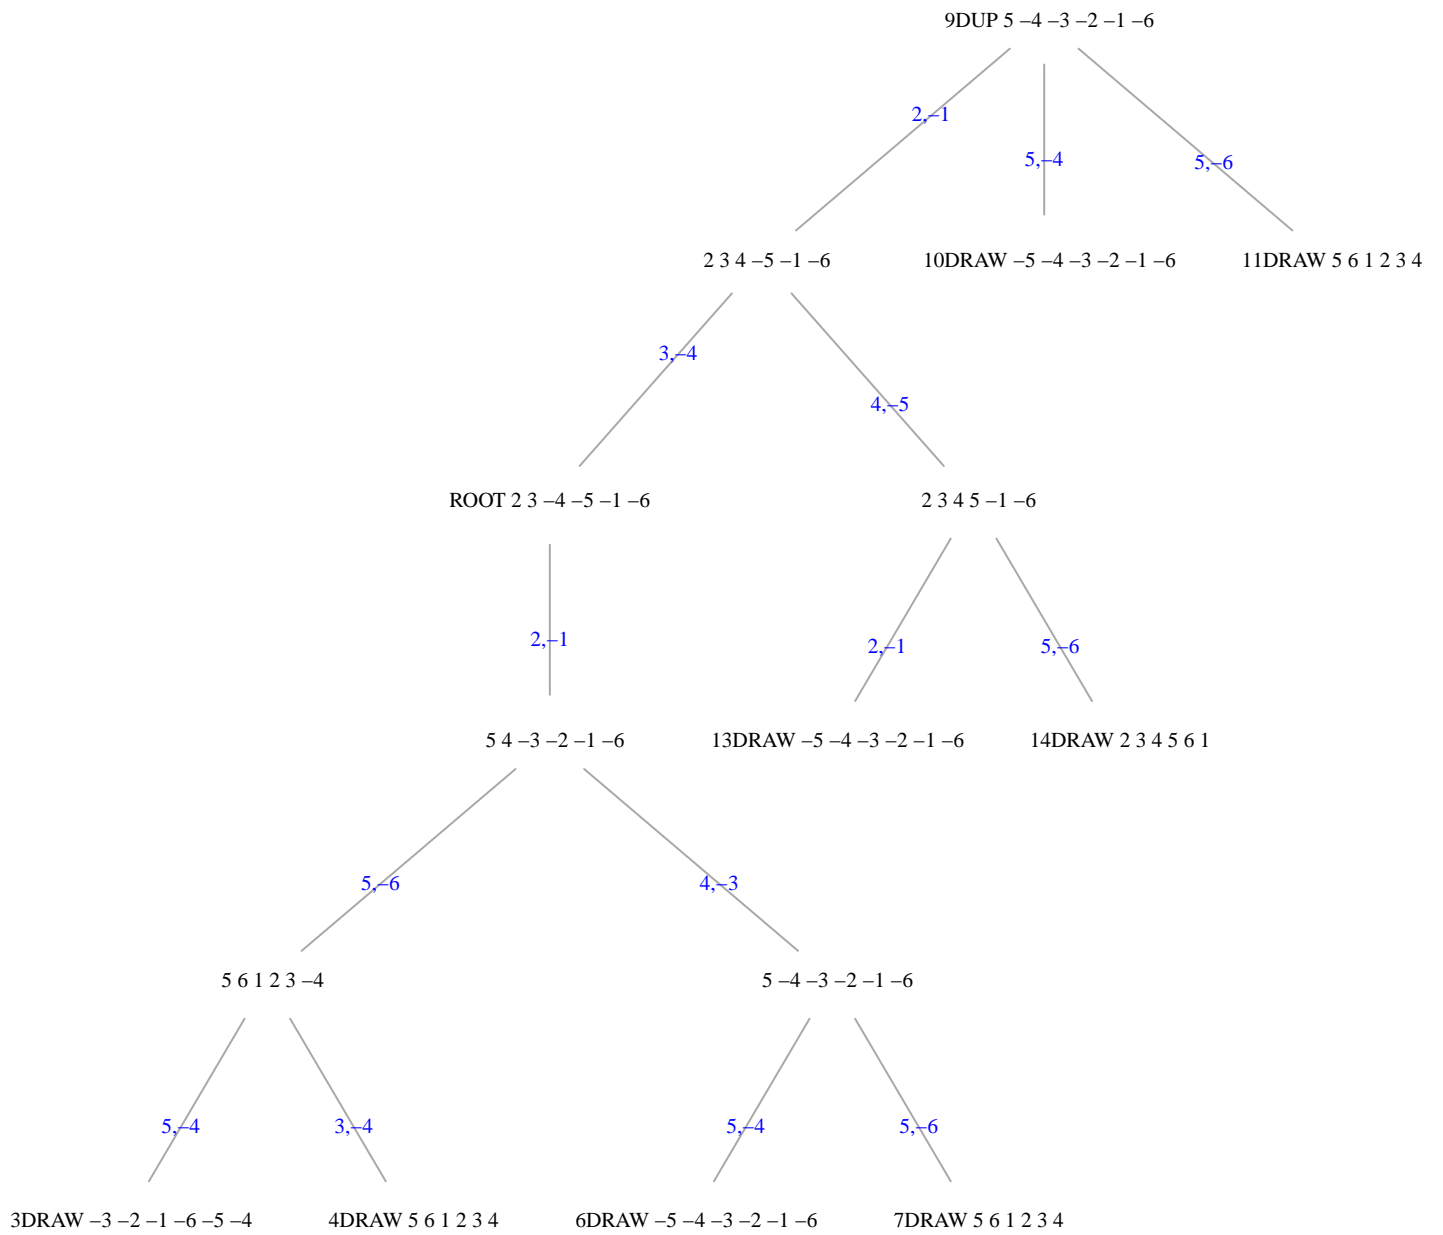 9DUP 5 –4 –3 –2 –1 –6
2,–1
5,–4
5,–6
2 3 4 –5 –1 –6
10DRAW –5 –4 –3 –2 –1 –6
11DRAW 5 6 1 2 3 4
3,–4
4,–5
ROOT 2 3 –4 –5 –1 –6
2 3 4 5 –1 –6
2,–1
2,–1
5,–6
5 4 –3 –2 –1 –6
13DRAW –5 –4 –3 –2 –1 –6
14DRAW 2 3 4 5 6 1
5,–6
4,–3
5 6 1 2 3 –4
5 –4 –3 –2 –1 –6
5,–4
3,–4
5,–4
5,–6
3DRAW –3 –2 –1 –6 –5 –4
4DRAW 5 6 1 2 3 4
6DRAW –5 –4 –3 –2 –1 –6
7DRAW 5 6 1 2 3 4